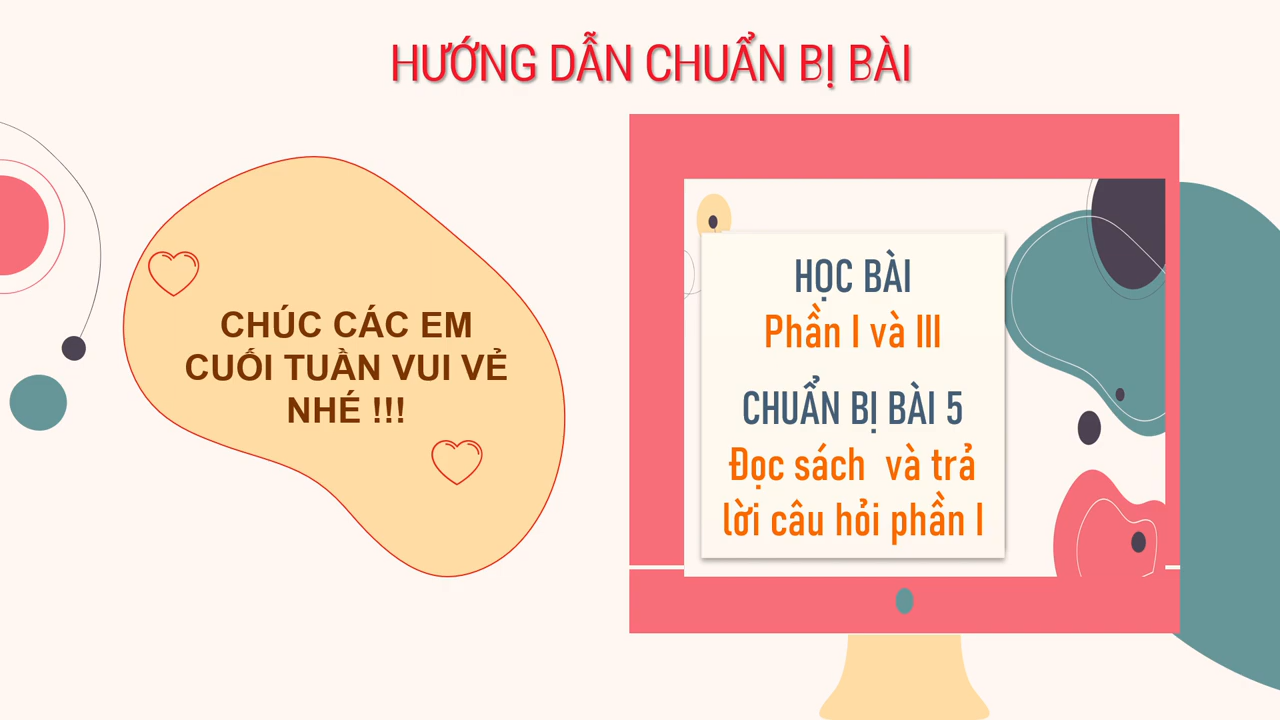 HƯỚNG DẪN CHUẨN BỊ BÀI
CHÚC CÁC EM
CUỐI TUẦN VUI VẺ
NHÉ !!!
HỌC BÀI
Phần I và III
CHUẨN BỊ BÀI 5
Đọc sách và trả
lời câu hỏi phần I